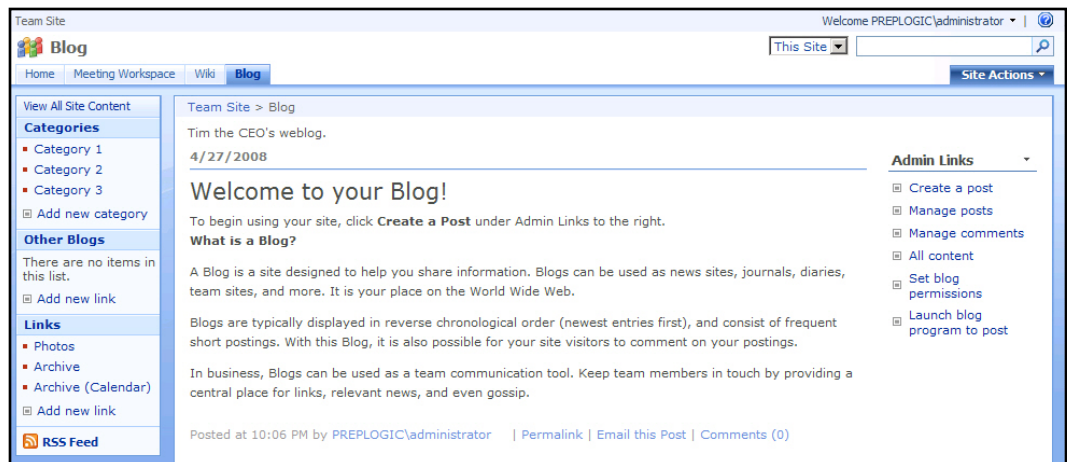 Team Site
Welcome PREPLOGIC\administrator
Blog
This Site
Home Meeting Workspace Wiki Blog
Site Actions
View All Site Content
Categories
Category 1
Category 2
Category 3
Add new category
Other Blogs
There are no items in
this list.
Add new link
Links
Photos
Archive
Archive (Calendar)
Add new link
RSS Feed
Team Site > Blog
Tim the CEO's weblog.
4/27/2008
Welcome to your Blog!
To begin using your site, click Create a Post under Admin Links to the right.
What is a Blog?
A Blog is a site designed to help you share information. Blogs can be used as news sites, journals, diaries,
team sites, and more. It is your place on the World Wide Web.
Blogs are typically displayed in reverse chronological order (newest entries first), and consist of frequent
short postings. With this Blog, it is also possible for your site visitors to comment on your postings.
In business, Blogs can be used as a team communication tool. Keep team members in touch by providing a
central place for links, relevant news, and even gossip.
Posted at 10:06 PM by PREPLOGIC\administrator | Permalink | Email this Post | Comments (0)
Admin Links
Create a post
Manage posts
Manage comments
All content
Set blog
permissions
Launch blog
program to post